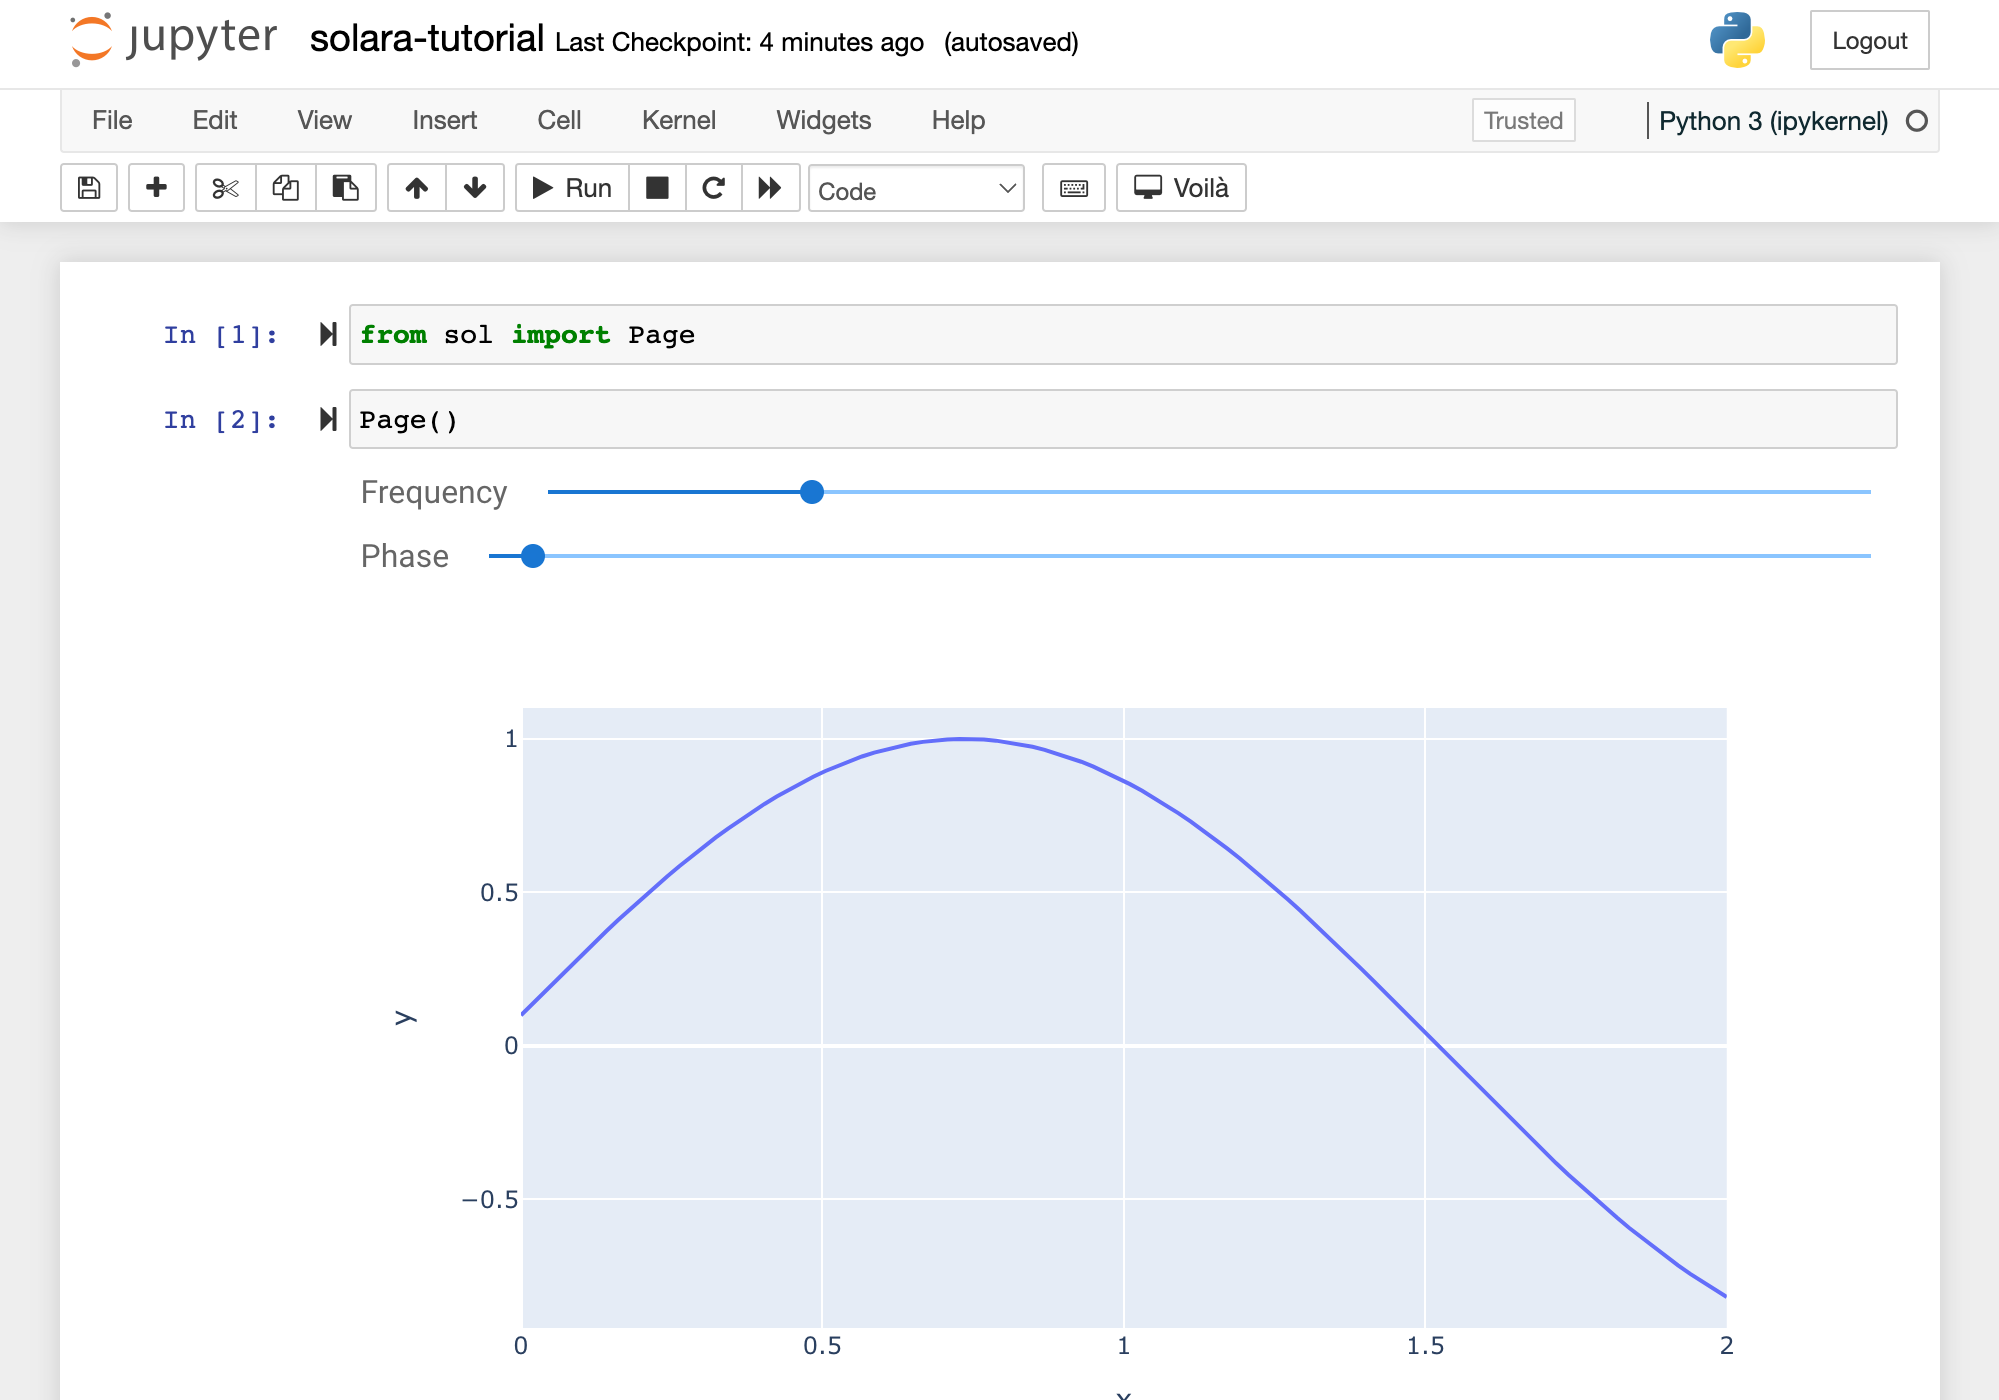 jupyter solara-tutorial Last Checkpoint: 4 minutes ago (autosaved) Logout
File Edit View Insert Cell Kernel Widgets Help Trusted Python 3 (ipykernel)
Run Code Voilà
In [1]: from sol import Page
In [2]: Page()
Frequency
Phase
1
0.5
y
0
−0.5
0 0.5 1 1.5 2
x